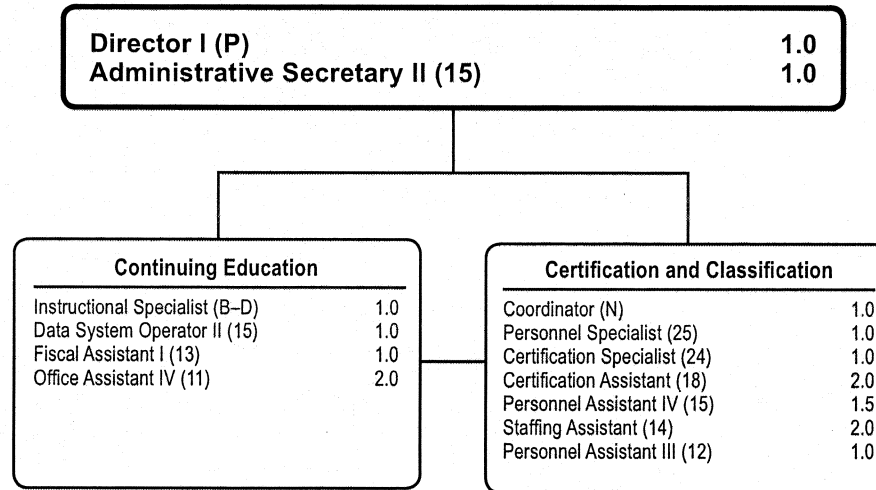 Director I (P) 1.0
Administrative Secretary II (15) 1.0
Continuing Education
Instructional Specialist (B–D) 1.0
Data System Operator II (15) 1.0
Fiscal Assistant I (13) 1.0
Office Assistant IV (11) 2.0
Certification and Classification
Coordinator (N) 1.0
Personnel Specialist (25) 1.0
Certification Specialist (24) 1.0
Certification Assistant (18) 2.0
Personnel Assistant IV (15) 1.5
Staffing Assistant (14) 2.0
Personnel Assistant III (12) 1.0